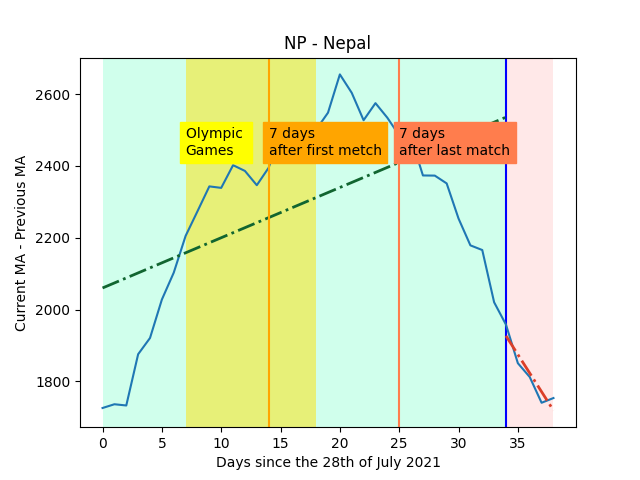 NP - Nepal
Current MA - Previous MA
2600
2400
2200
2000
1800
Olympic
Games
7 days
after first metch
7 days
after last match
0 5 10 15 20 25 30 35
Days since the 28th of July 2021